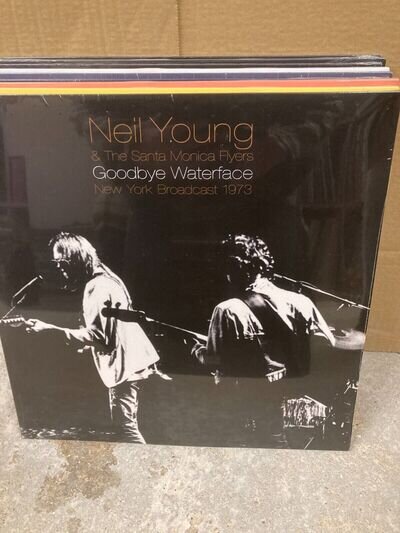 Neil Young
& The Santa Monica Flyers
Goodbye Waterface
New York Broadcast 1973